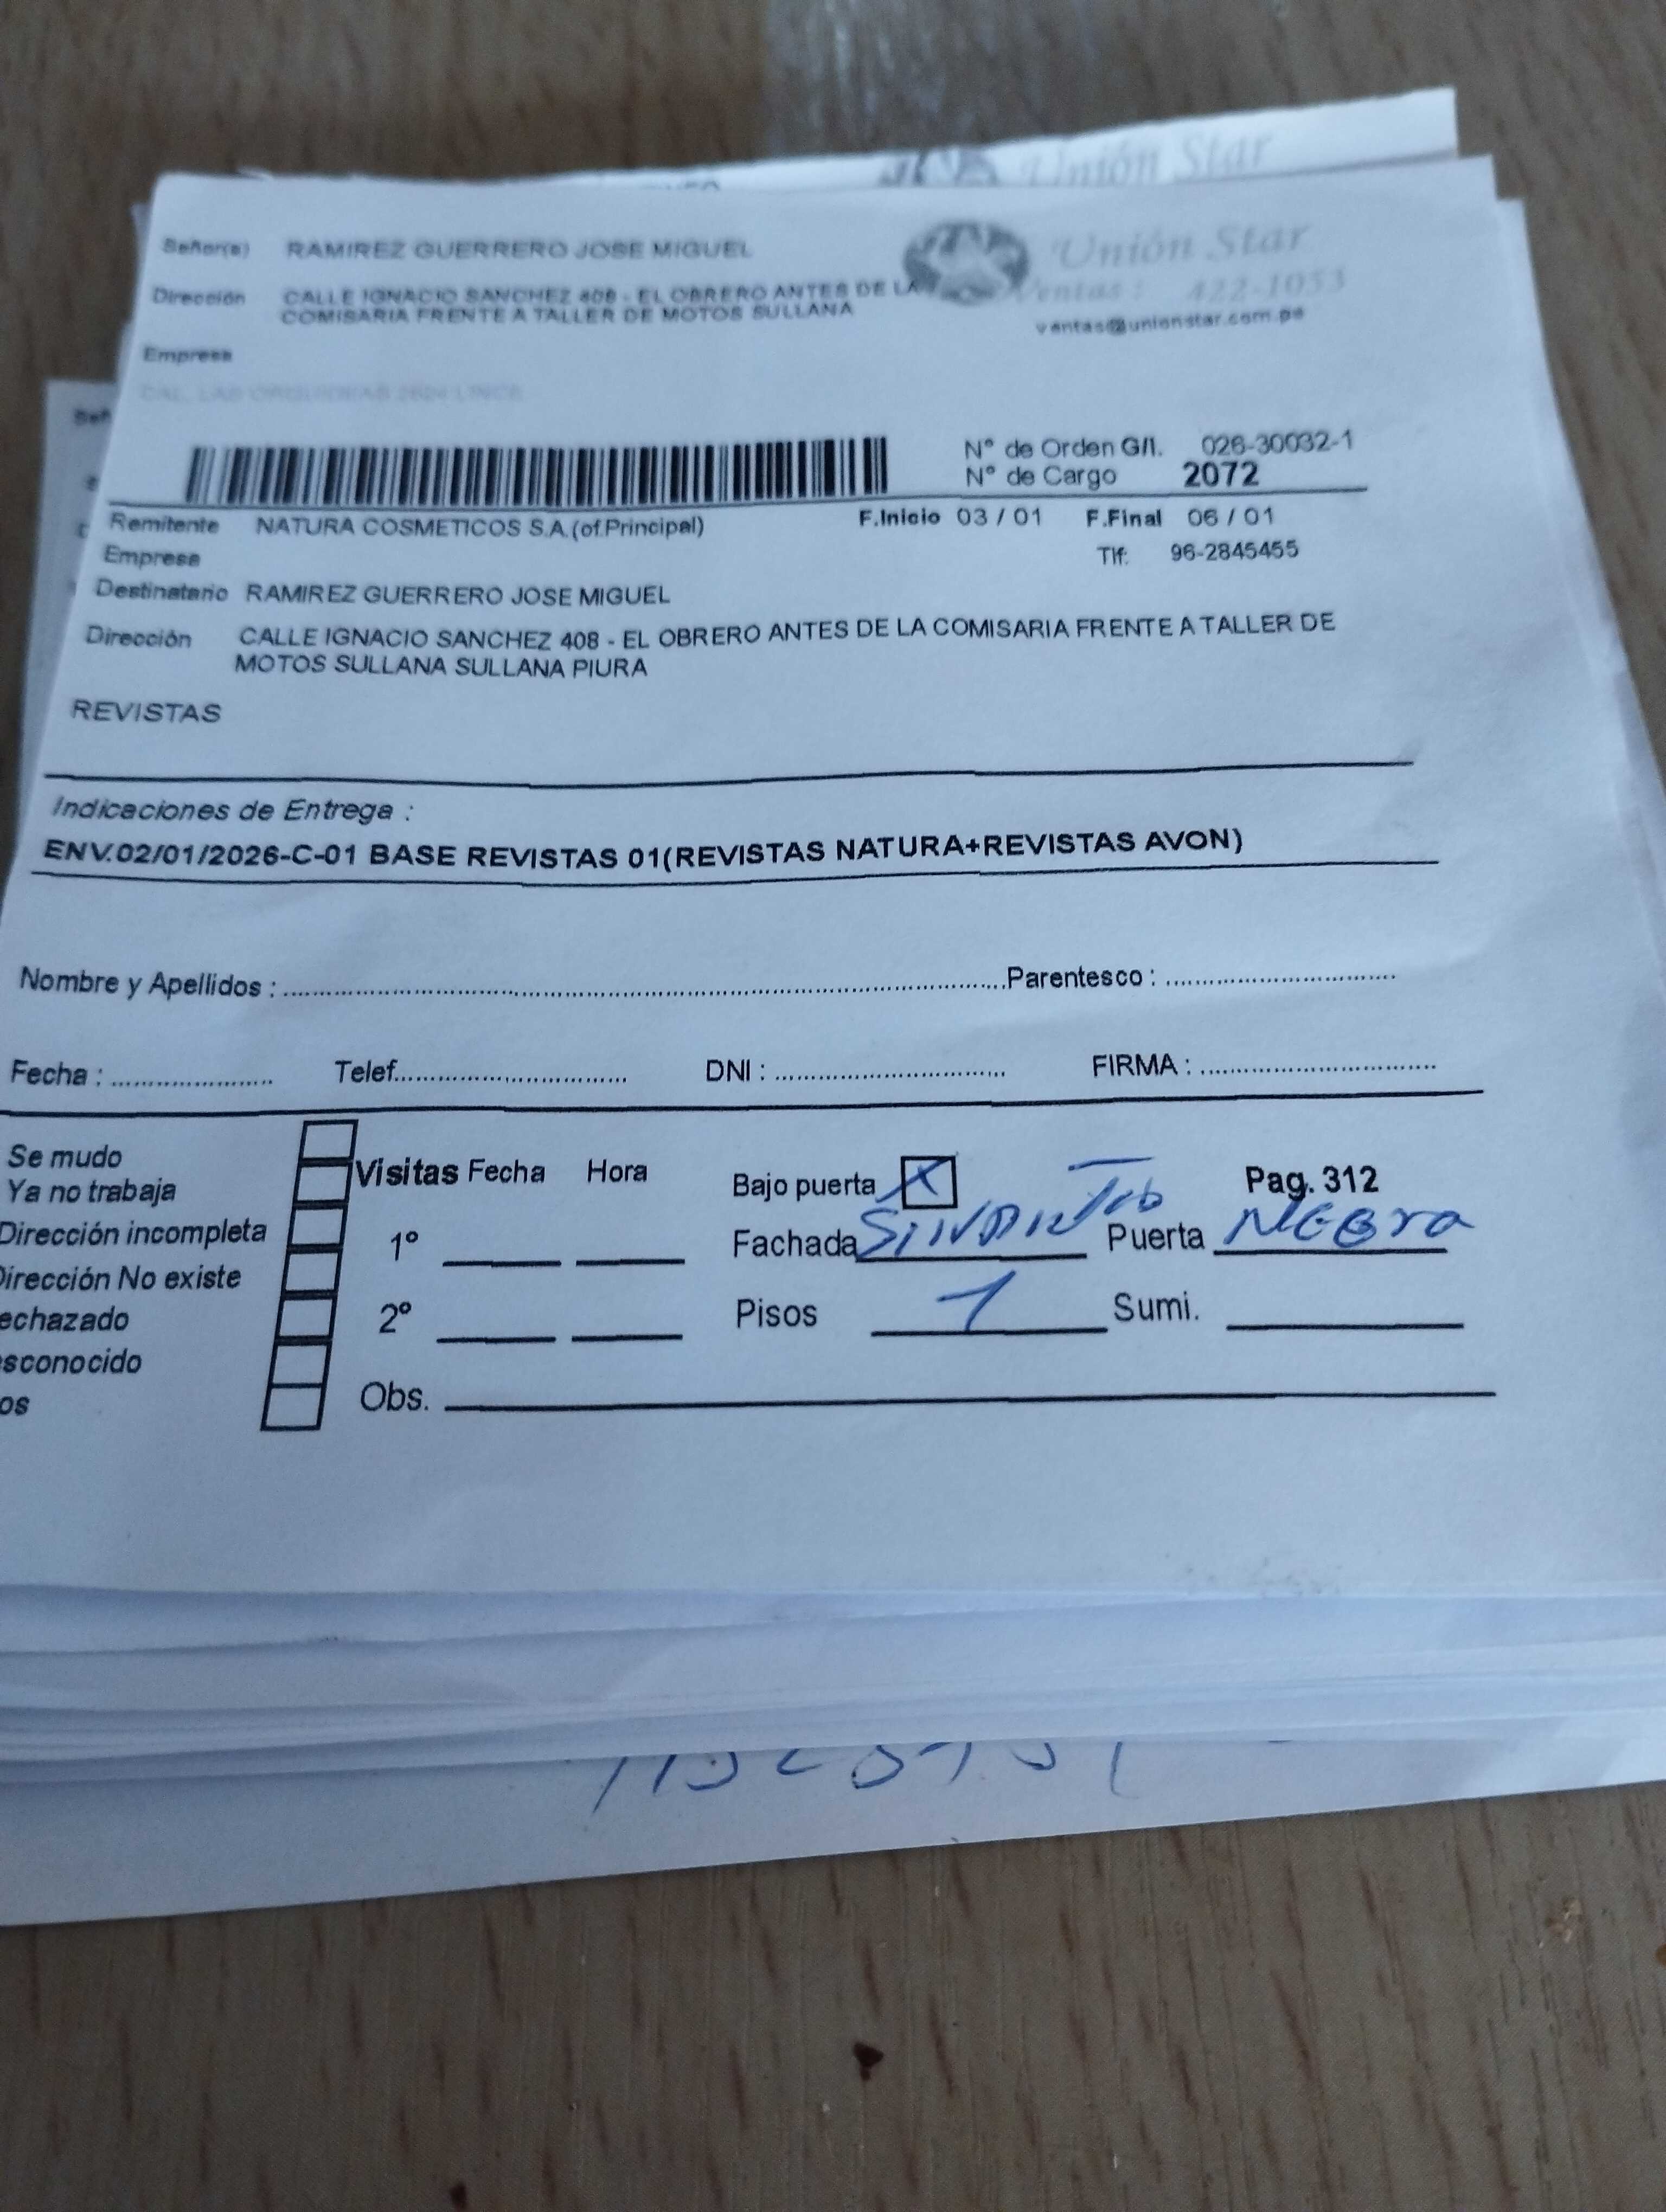 Unión Star
Señor(a) RAMIREZ GUERRERO JOSE MIGUEL
Unión Star
Dirección CALLE IGNACIO SANCHEZ 408 - EL OBRERO ANTES DE LA
Ventas : 422-1053
COMISARIA FRENTE A TALLER DE MOTOS SULLANA
ventas@unionstar.com.pe
Empresa
Señ
N° de Orden G/I. 026-30032-1
N° de Cargo 2072
Remitente NATURA COSMETICOS S.A.(of.Principal) F.Inicio 03 / 01 F.Final 06 / 01
Empresa Tlf: 96-2845455
Destinatario RAMIREZ GUERRERO JOSE MIGUEL
Dirección CALLE IGNACIO SANCHEZ 408 - EL OBRERO ANTES DE LA COMISARIA FRENTE A TALLER DE
MOTOS SULLANA SULLANA PIURA
REVISTAS
Indicaciones de Entrega :
ENV.02/01/2026-C-01 BASE REVISTAS 01(REVISTAS NATURA+REVISTAS AVON)
Nombre y Apellidos : Parentesco :
Fecha : Telef. DNI : FIRMA :
Se mudo
Ya no trabaja
Dirección incompleta
Dirección No existe
echazado
sconocido
os
Visitas Fecha Hora
1°
2°
Obs.
Bajo puerta X Pag. 312
Fachada Puerta NEGra
Pisos 1 Sumi.